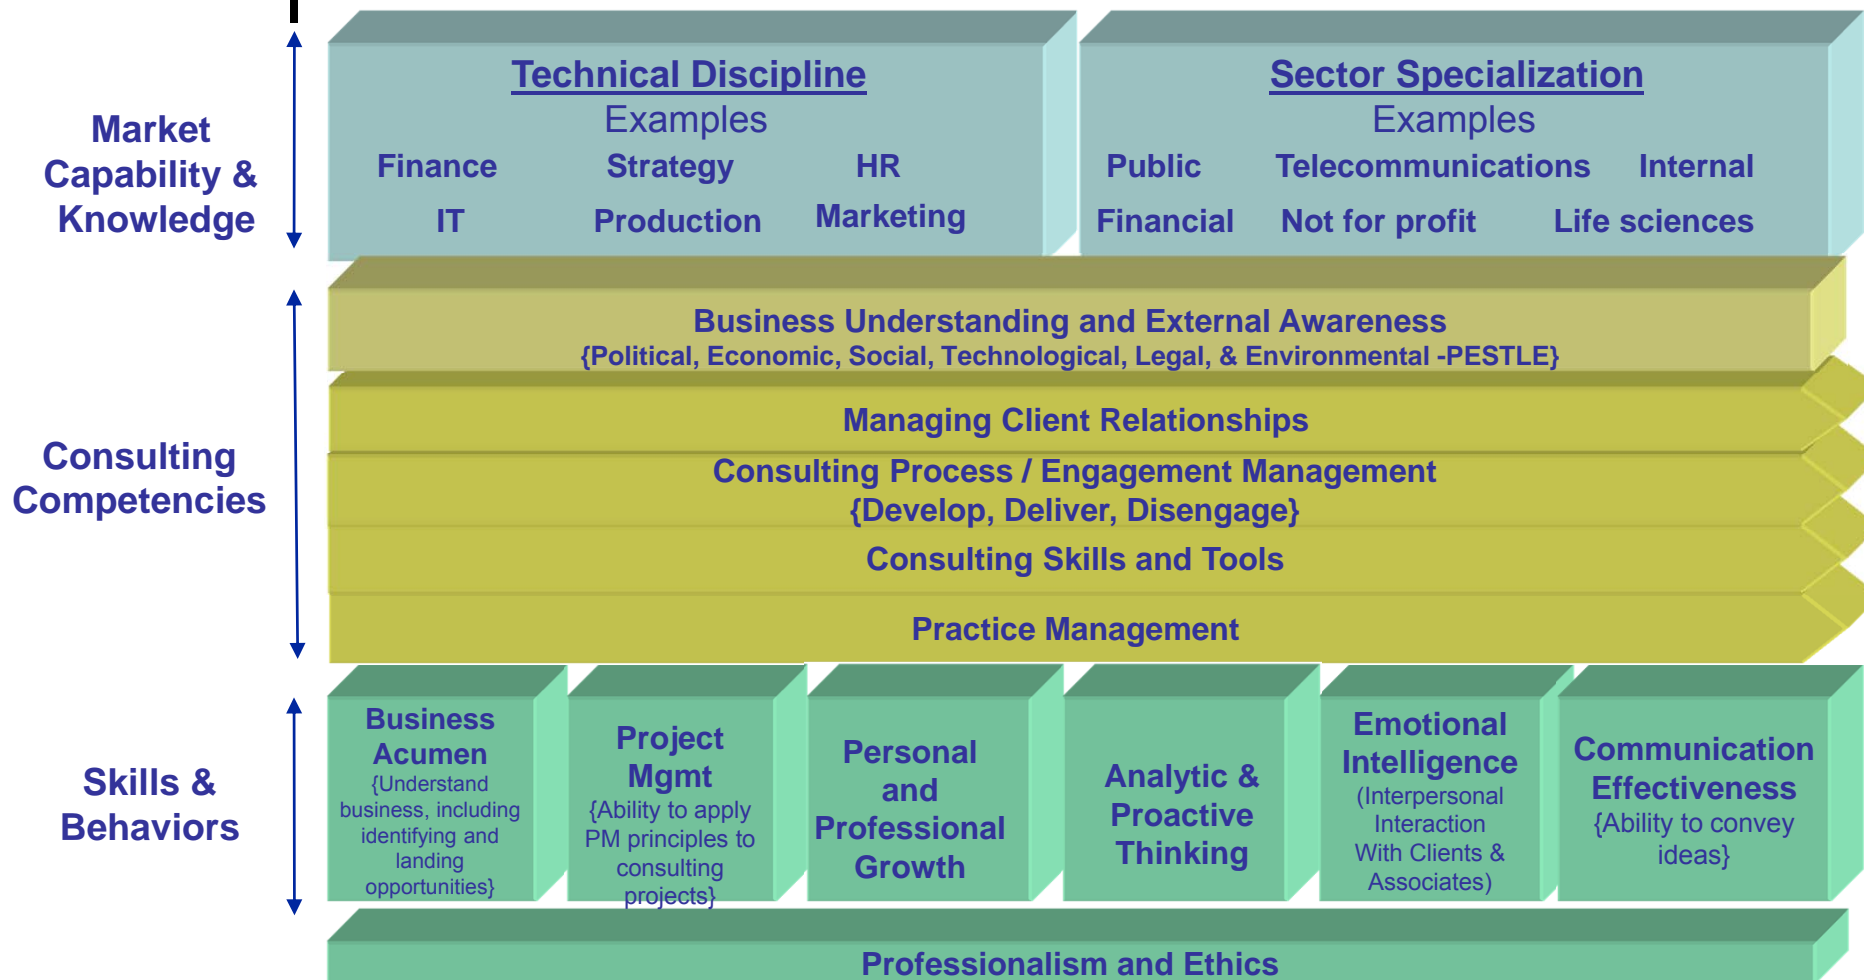 Market
Capability &
Knowledge
Technical Discipline
Examples
Finance Strategy HR
IT Production Marketing
Sector Specialization
Examples
Public Telecommunications Internal
Financial Not for profit Life sciences
Consulting
Competencies
Business Understanding and External Awareness
{Political, Economic, Social, Technological, Legal, & Environmental -PESTLE}
Managing Client Relationships
Consulting Process / Engagement Management
{Develop, Deliver, Disengage}
Consulting Skills and Tools
Practice Management
Skills &
Behaviors
Business
Acumen
{Understand
business, including
identifying and
landing
opportunities}
Project
Mgmt
{Ability to apply
PM principles to
consulting
projects}
Personal
and
Professional
Growth
Analytic &
Proactive
Thinking
Emotional
Intelligence
(Interpersonal
Interaction
With Clients &
Associates)
Communication
Effectiveness
{Ability to convey
ideas}
Professionalism and Ethics